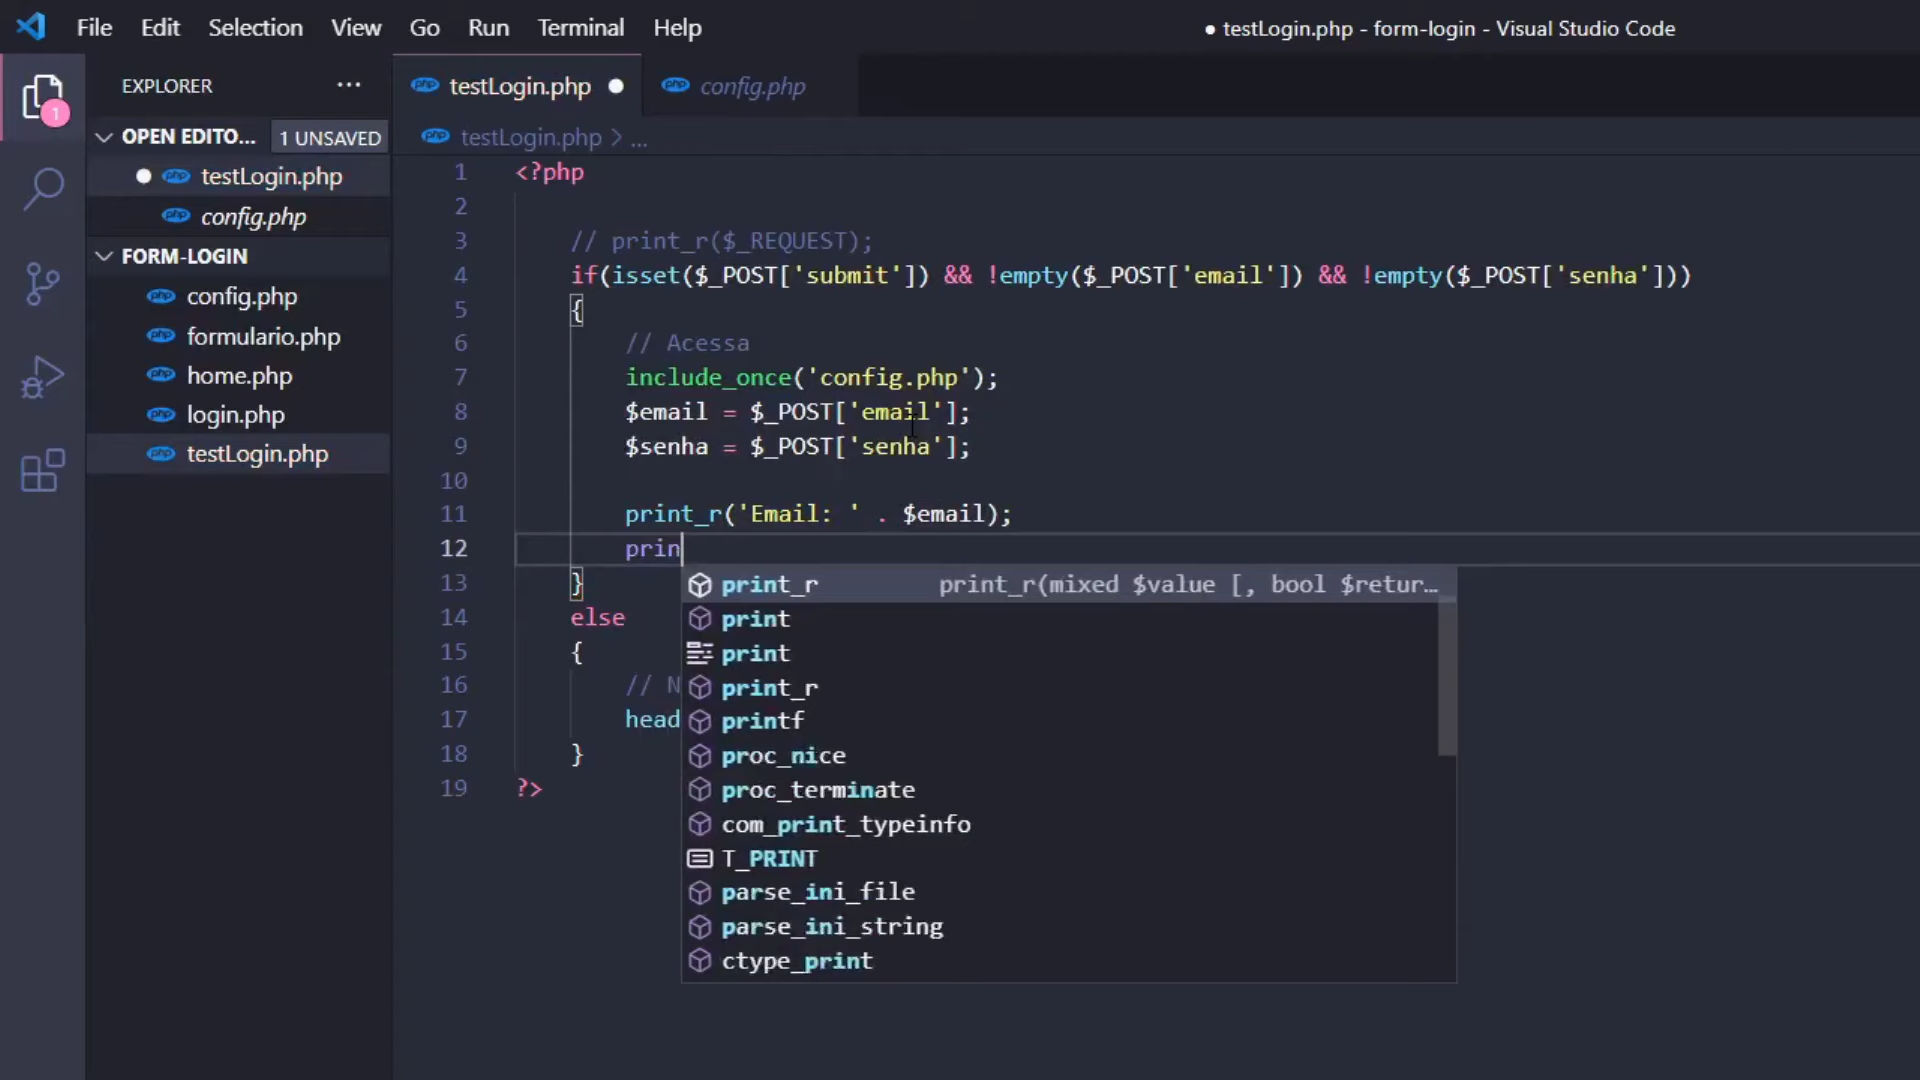 File Edit Selection View Go Run Terminal Help
● testLogin.php - form-login - Visual Studio Code
EXPLORER ...
testLogin.php ●
config.php
1
OPEN EDITO... 1 UNSAVED
testLogin.php > ...
● testLogin.php
config.php
FORM-LOGIN
config.php
formulario.php
home.php
login.php
testLogin.php
1 <?php
2
3 // print_r($_REQUEST);
4 if(isset($_POST['submit']) && !empty($_POST['email']) && !empty($_POST['senha']))
5 {
6 // Acessa
7 include_once('config.php');
8 $email = $_POST['email'];
9 $senha = $_POST['senha'];
10
11 print_r('Email: ' . $email);
12 prin
13 }
14 else
15 {
16 // N
17 head
18 }
19 ?>
print_r print_r(mixed $value [, bool $retur...
print
print
print_r
printf
proc_nice
proc_terminate
com_print_typeinfo
T_PRINT
parse_ini_file
parse_ini_string
ctype_print